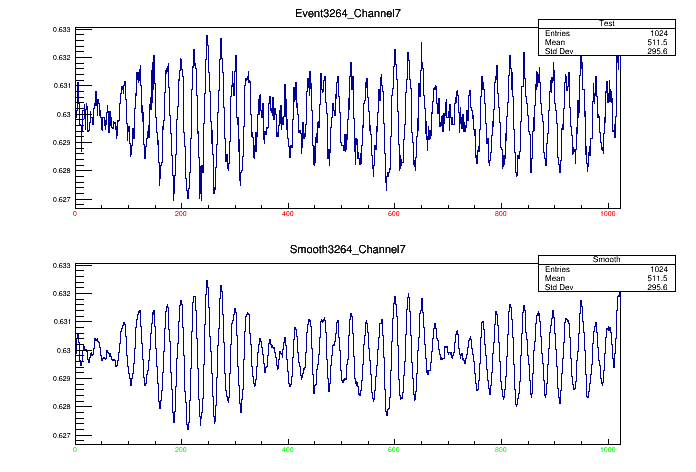 Event3264_Channel7
Test
Entries 1024
Mean 511.5
Std Dev 295.6
0.631
0.632
0.631
0.63
0.629
0.628
0.627
0 200 400 600 800 1000
Smooth3264_Channel7
Smooth
Entries 1024
Mean 511.5
Std Dev 295.6
0.633
0.632
0.631
0.63
0.629
0.628
0.627
0 200 400 600 800 1000